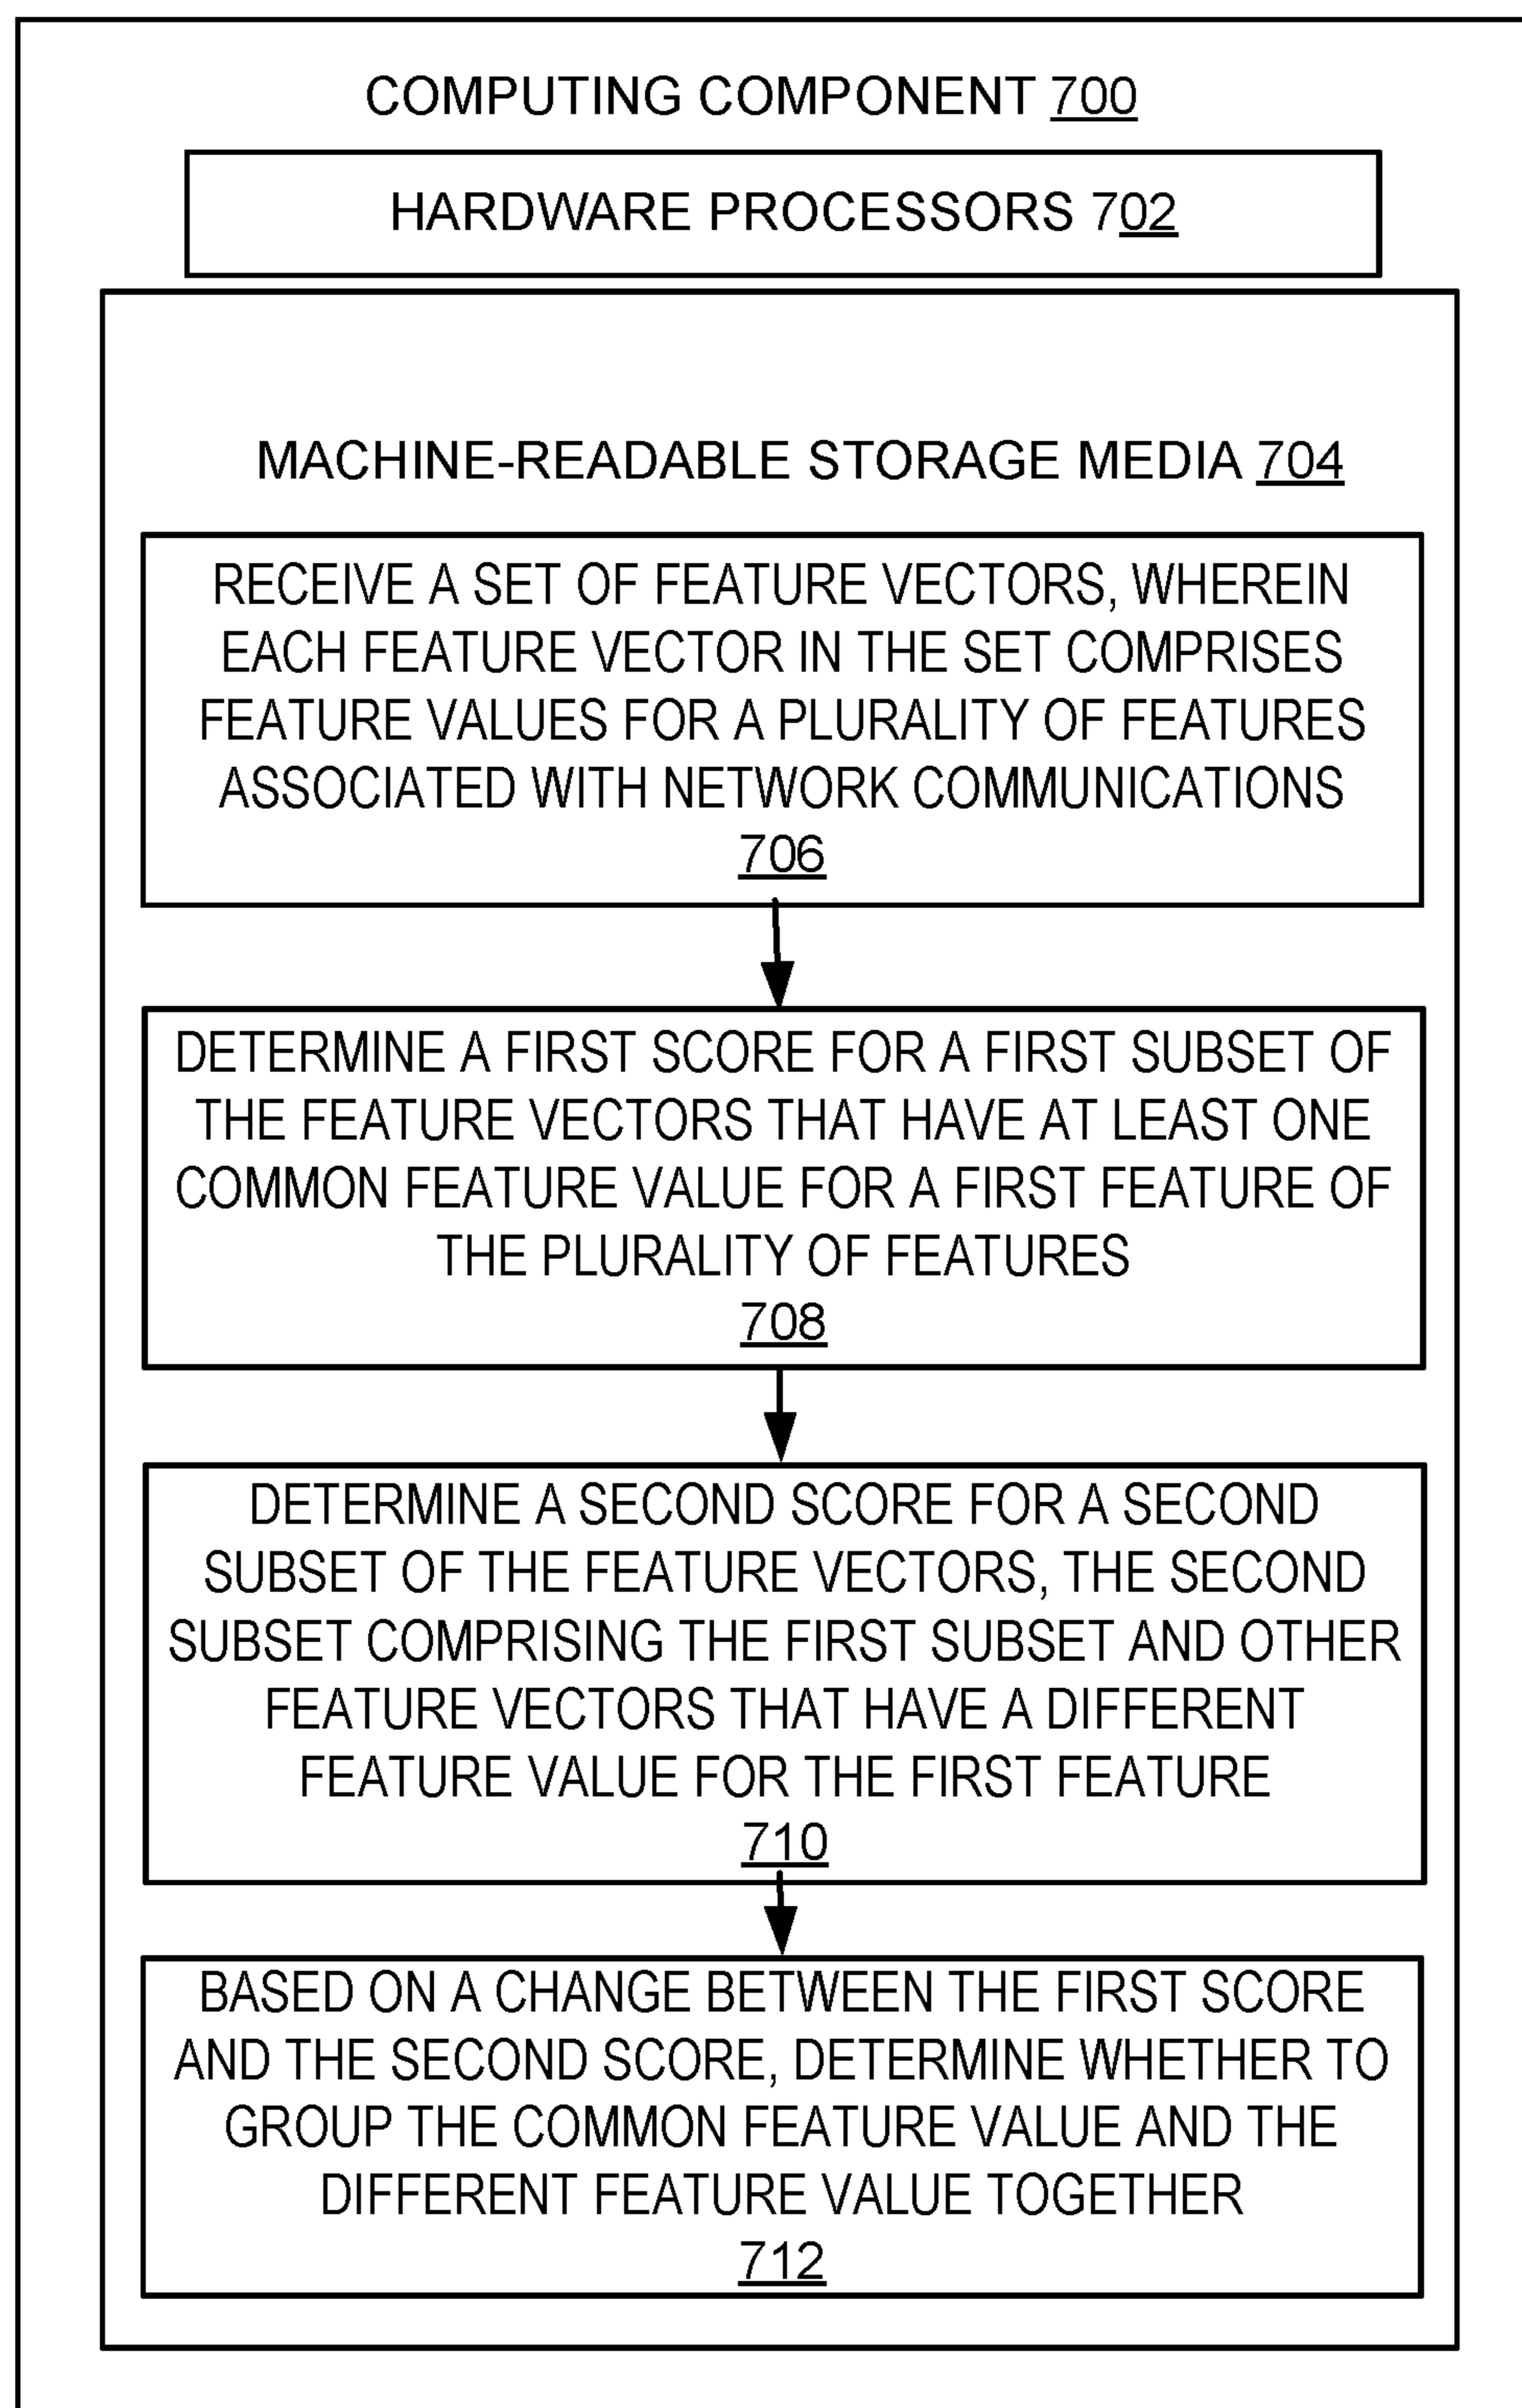 COMPUTING COMPONENT 700
HARDWARE PROCESSORS 702
MACHINE-READABLE STORAGE MEDIA 704
RECEIVE A SET OF FEATURE VECTORS, WHEREIN
EACH FEATURE VECTOR IN THE SET COMPRISES
FEATURE VALUES FOR A PLURALITY OF FEATURES
ASSOCIATED WITH NETWORK COMMUNICATIONS
706
DETERMINE A FIRST SCORE FOR A FIRST SUBSET OF
THE FEATURE VECTORS THAT HAVE AT LEAST ONE
COMMON FEATURE VALUE FOR A FIRST FEATURE OF
THE PLURALITY OF FEATURES
708
DETERMINE A SECOND SCORE FOR A SECOND
SUBSET OF THE FEATURE VECTORS, THE SECOND
SUBSET COMPRISING THE FIRST SUBSET AND OTHER
FEATURE VECTORS THAT HAVE A DIFFERENT
FEATURE VALUE FOR THE FIRST FEATURE
710
BASED ON A CHANGE BETWEEN THE FIRST SCORE
AND THE SECOND SCORE, DETERMINE WHETHER TO
GROUP THE COMMON FEATURE VALUE AND THE
DIFFERENT FEATURE VALUE TOGETHER
712